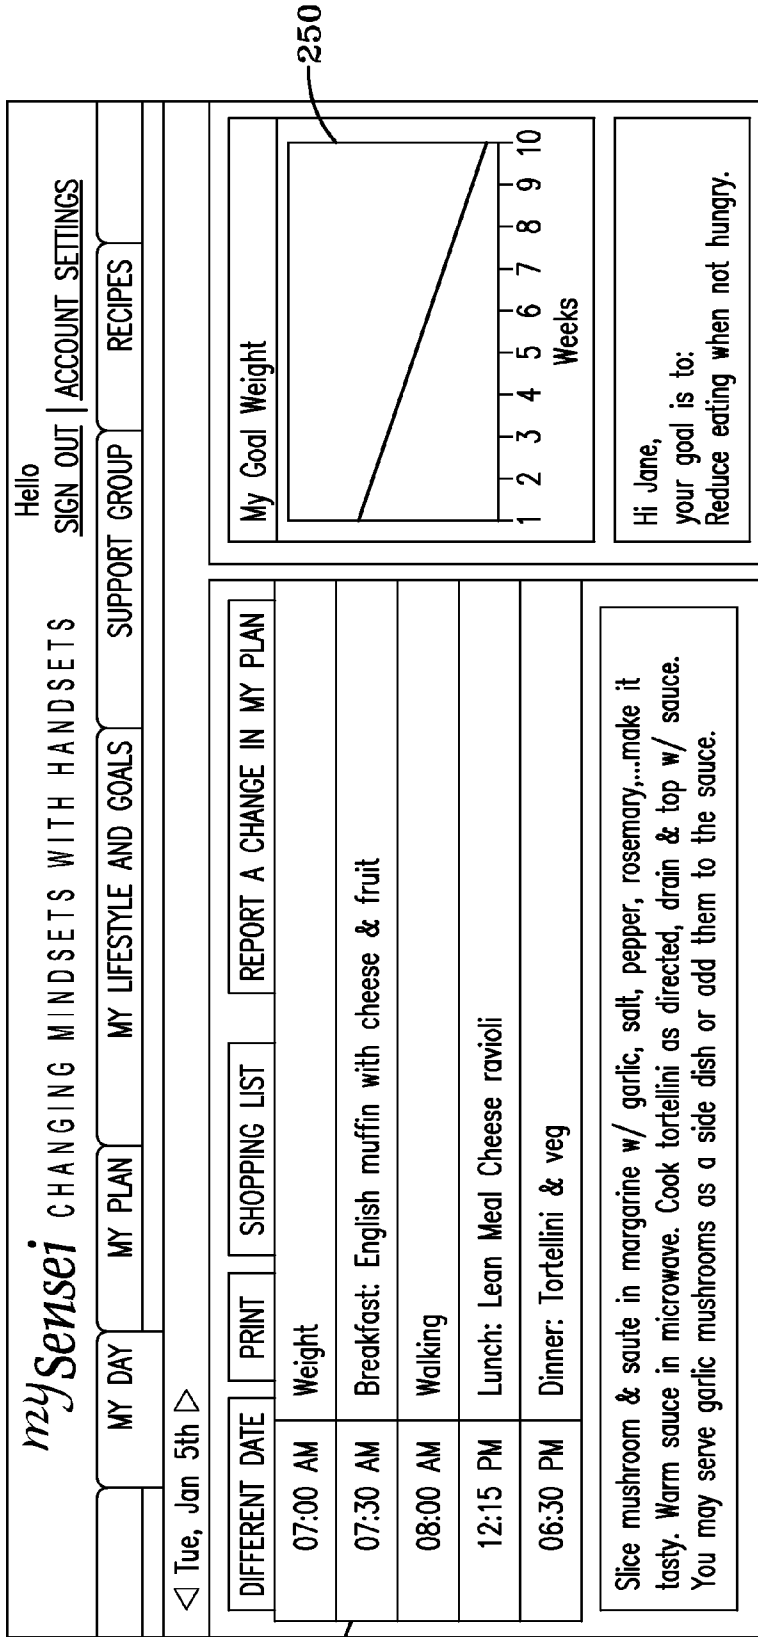 my Sensei CHANGING MINDSETS WITH HANDSETS
Hello
SIGN OUT | ACCOUNT SETTINGS
MY DAY
MY PLAN
MY LIFESTYLE AND GOALS
SUPPORT GROUP
RECIPES
◁ Tue, Jan 5th ▷
DIFFERENT DATE
PRINT
SHOPPING LIST
REPORT A CHANGE IN MY PLAN
07:00 AM Weight
07:30 AM Breakfast: English muffin with cheese & fruit
08:00 AM Walking
12:15 PM Lunch: Lean Meal Cheese ravioli
06:30 PM Dinner: Tortellini & veg
Slice mushroom & saute in margarine w/ garlic, salt, pepper, rosemary,...make it
tasty. Warm sauce in microwave. Cook tortellini as directed, drain & top w/ sauce.
You may serve garlic mushrooms as a side dish or add them to the sauce.
My Goal Weight
1 2 3 4 5 6 7 8 9 10
Weeks
250
Hi Jane,
your goal is to:
Reduce eating when not hungry.